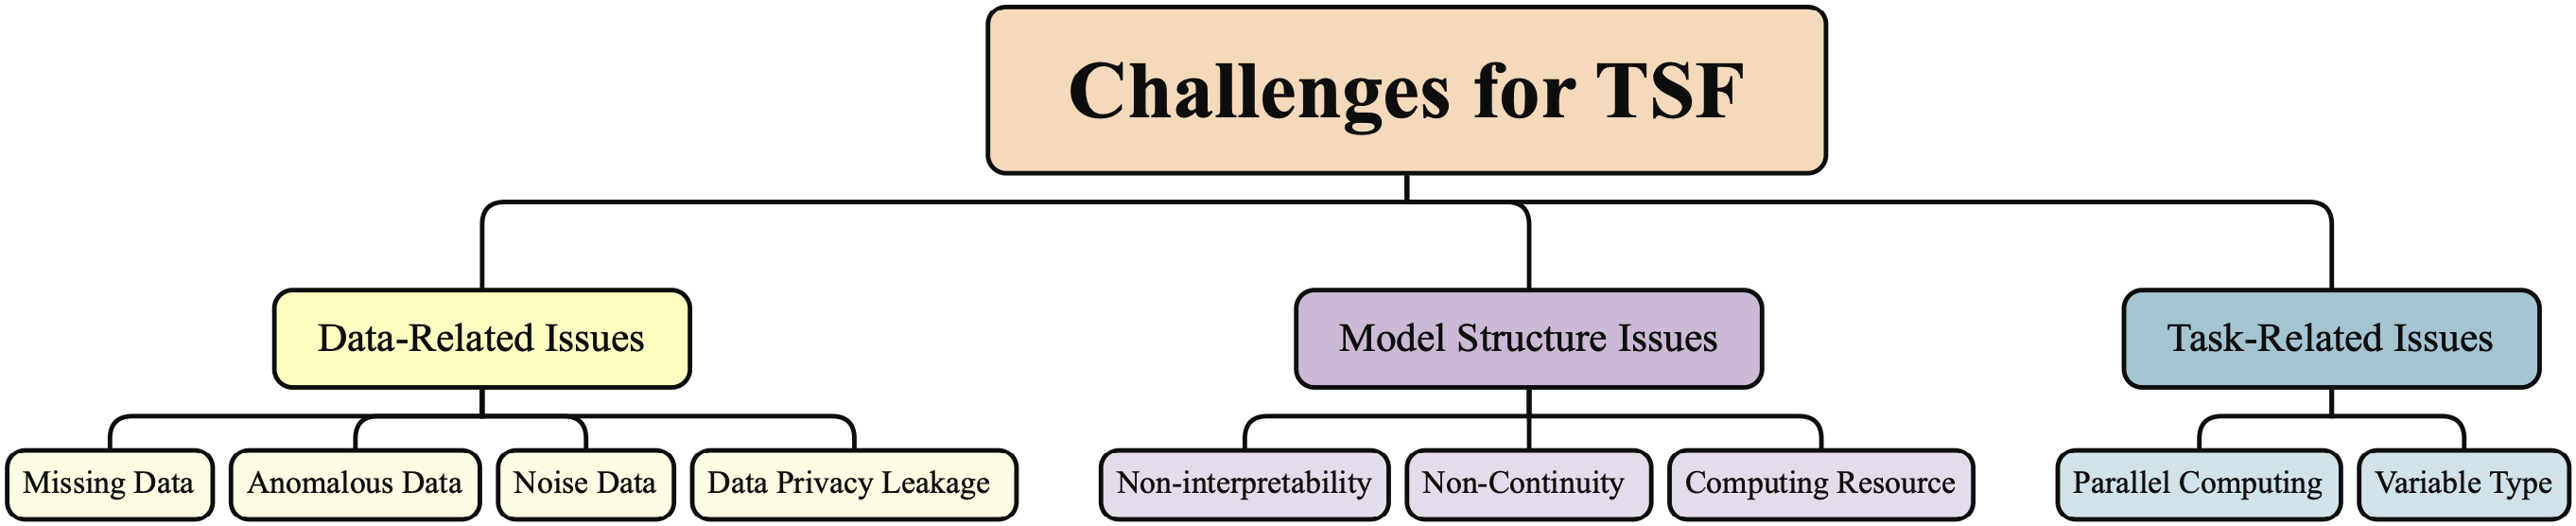 Challenges for TSF
Data-Related Issues
Model Structure Issues
Task-Related Issues
Missing Data
Anomalous Data
Noise Data
Data Privacy Leakage
Non-interpretability
Non-Continuity
Computing Resource
Parallel Computing
Variable Type